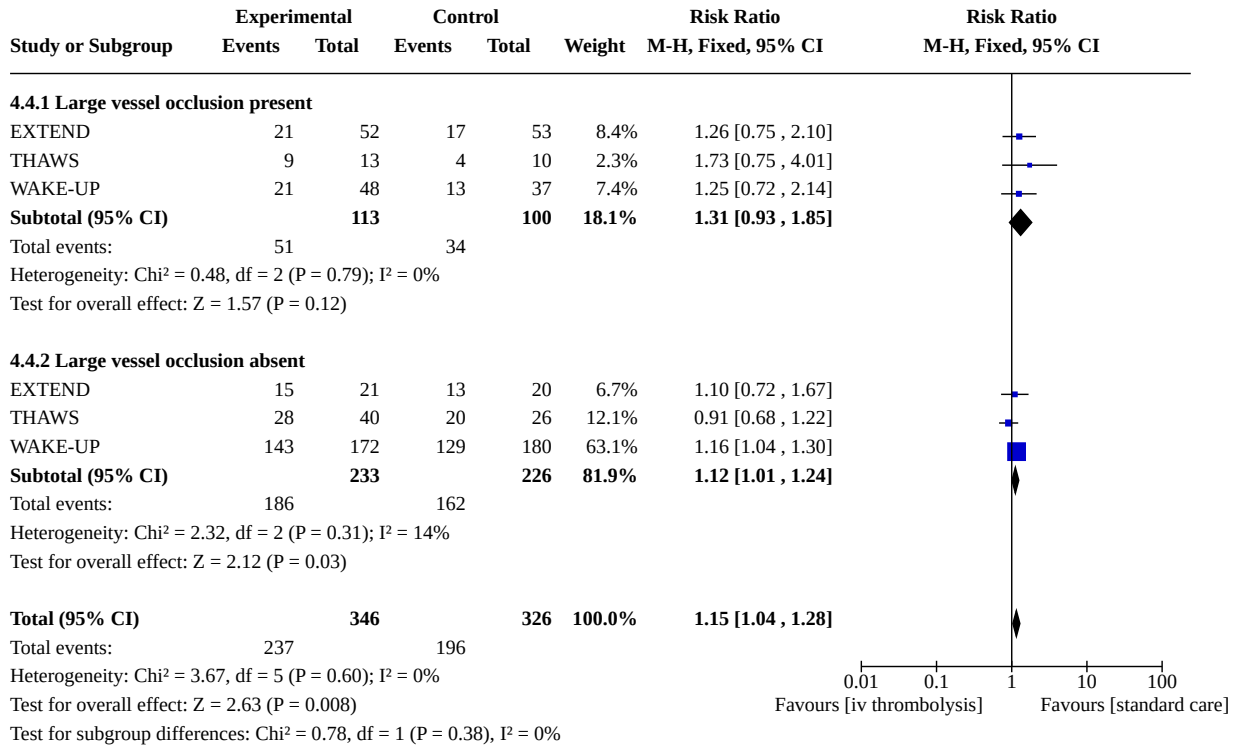 Experimental Control Risk Ratio Risk Ratio
Study or Subgroup Events Total Events Total Weight M-H, Fixed, 95% CI M-H, Fixed, 95% CI
4.4.1 Large vessel occlusion present
EXTEND 21 52 17 53 8.4% 1.26 [0.75 , 2.10]
THAWS 9 13 4 10 2.3% 1.73 [0.75 , 4.01]
WAKE-UP 21 48 13 37 7.4% 1.25 [0.72 , 2.14]
Subtotal (95% CI) 113 100 18.1% 1.31 [0.93 , 1.85]
Total events: 51 34
Heterogeneity: Chi² = 0.48, df = 2 (P = 0.79); I² = 0%
Test for overall effect: Z = 1.57 (P = 0.12)
4.4.2 Large vessel occlusion absent
EXTEND 15 21 13 20 6.7% 1.10 [0.72 , 1.67]
THAWS 28 40 20 26 12.1% 0.91 [0.68 , 1.22]
WAKE-UP 143 172 129 180 63.1% 1.16 [1.04 , 1.30]
Subtotal (95% CI) 233 226 81.9% 1.12 [1.01 , 1.24]
Total events: 186 162
Heterogeneity: Chi² = 2.32, df = 2 (P = 0.31); I² = 14%
Test for overall effect: Z = 2.12 (P = 0.03)
Total (95% CI) 346 326 100.0% 1.15 [1.04 , 1.28]
Total events: 237 196
Heterogeneity: Chi² = 3.67, df = 5 (P = 0.60); I² = 0%
0.01 0.1 1 10 100
Test for overall effect: Z = 2.63 (P = 0.008) Favours [iv thrombolysis] Favours [standard care]
Test for subgroup differences: Chi² = 0.78, df = 1 (P = 0.38), I² = 0%